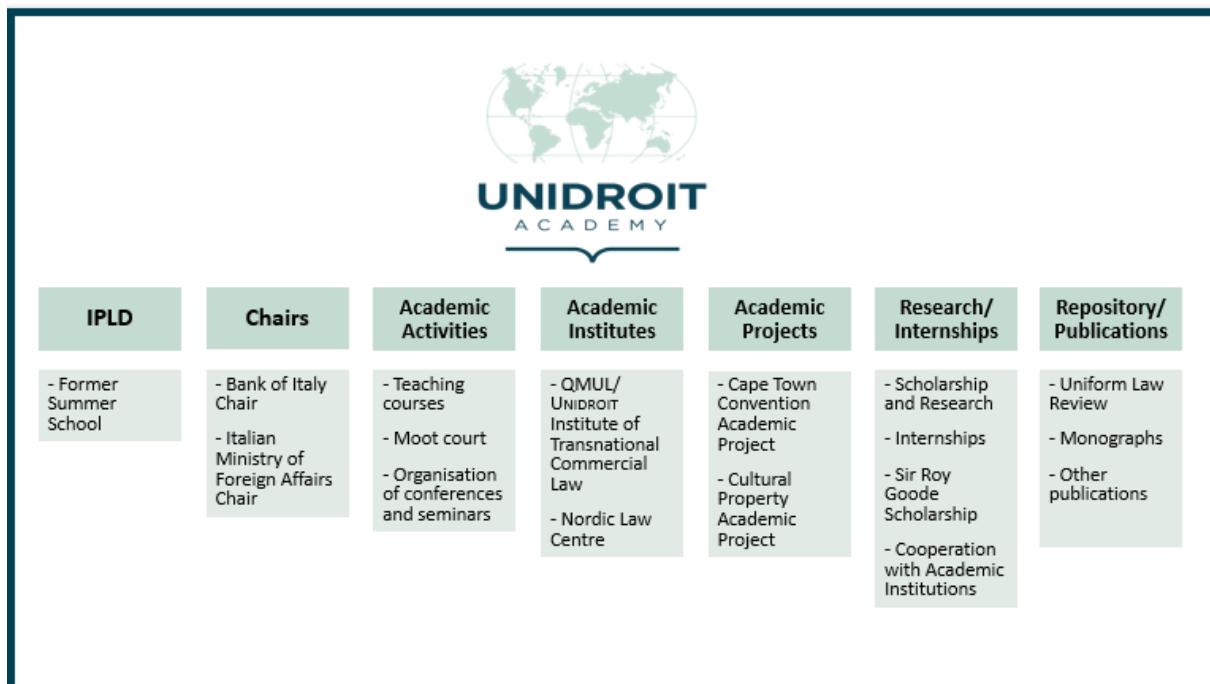 UNIDROIT
ACADEMY
IPLD
- Former
Summer
School
Chairs
- Bank of Italy
Chair
- Italian
Ministry of
Foreign Affairs
Chair
Academic
Activities
- Teaching
courses
- Moot court
- Organisation
of conferences
and seminars
Academic
Institutes
- QMUL/
UNIDROIT
Institute of
Transnational
Commercial
Law
- Nordic Law
Centre
Academic
Projects
- Cape Town
Convention
Academic
Project
- Cultural
Property
Academic
Project
Research/
Internships
- Scholarship
and Research
- Internships
- Sir Roy
Goode
Scholarship
- Cooperation
with Academic
Institutions
Repository/
Publications
- Uniform Law
Review
- Monographs
- Other
publications